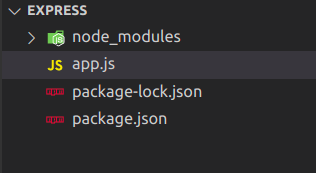 EXPRESS
node_modules
JS app.js
package-lock.json
package.json